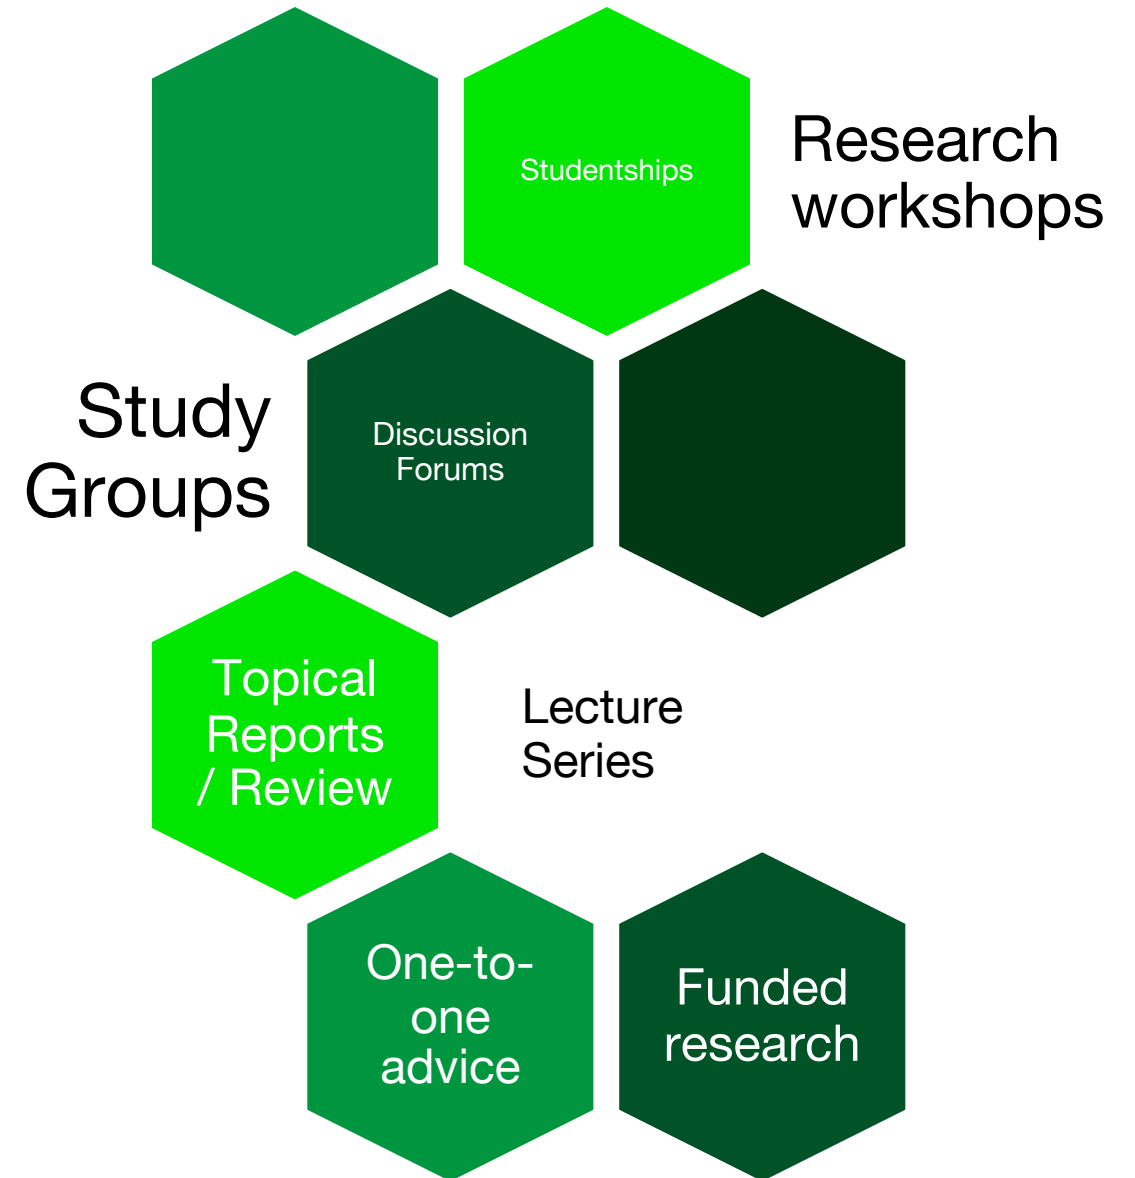 Studentships
Research
workshops
Study
Groups
Discussion
Forums
Topical
Reports
/ Review
Lecture
Series
One-to-
one
advice
Funded
research